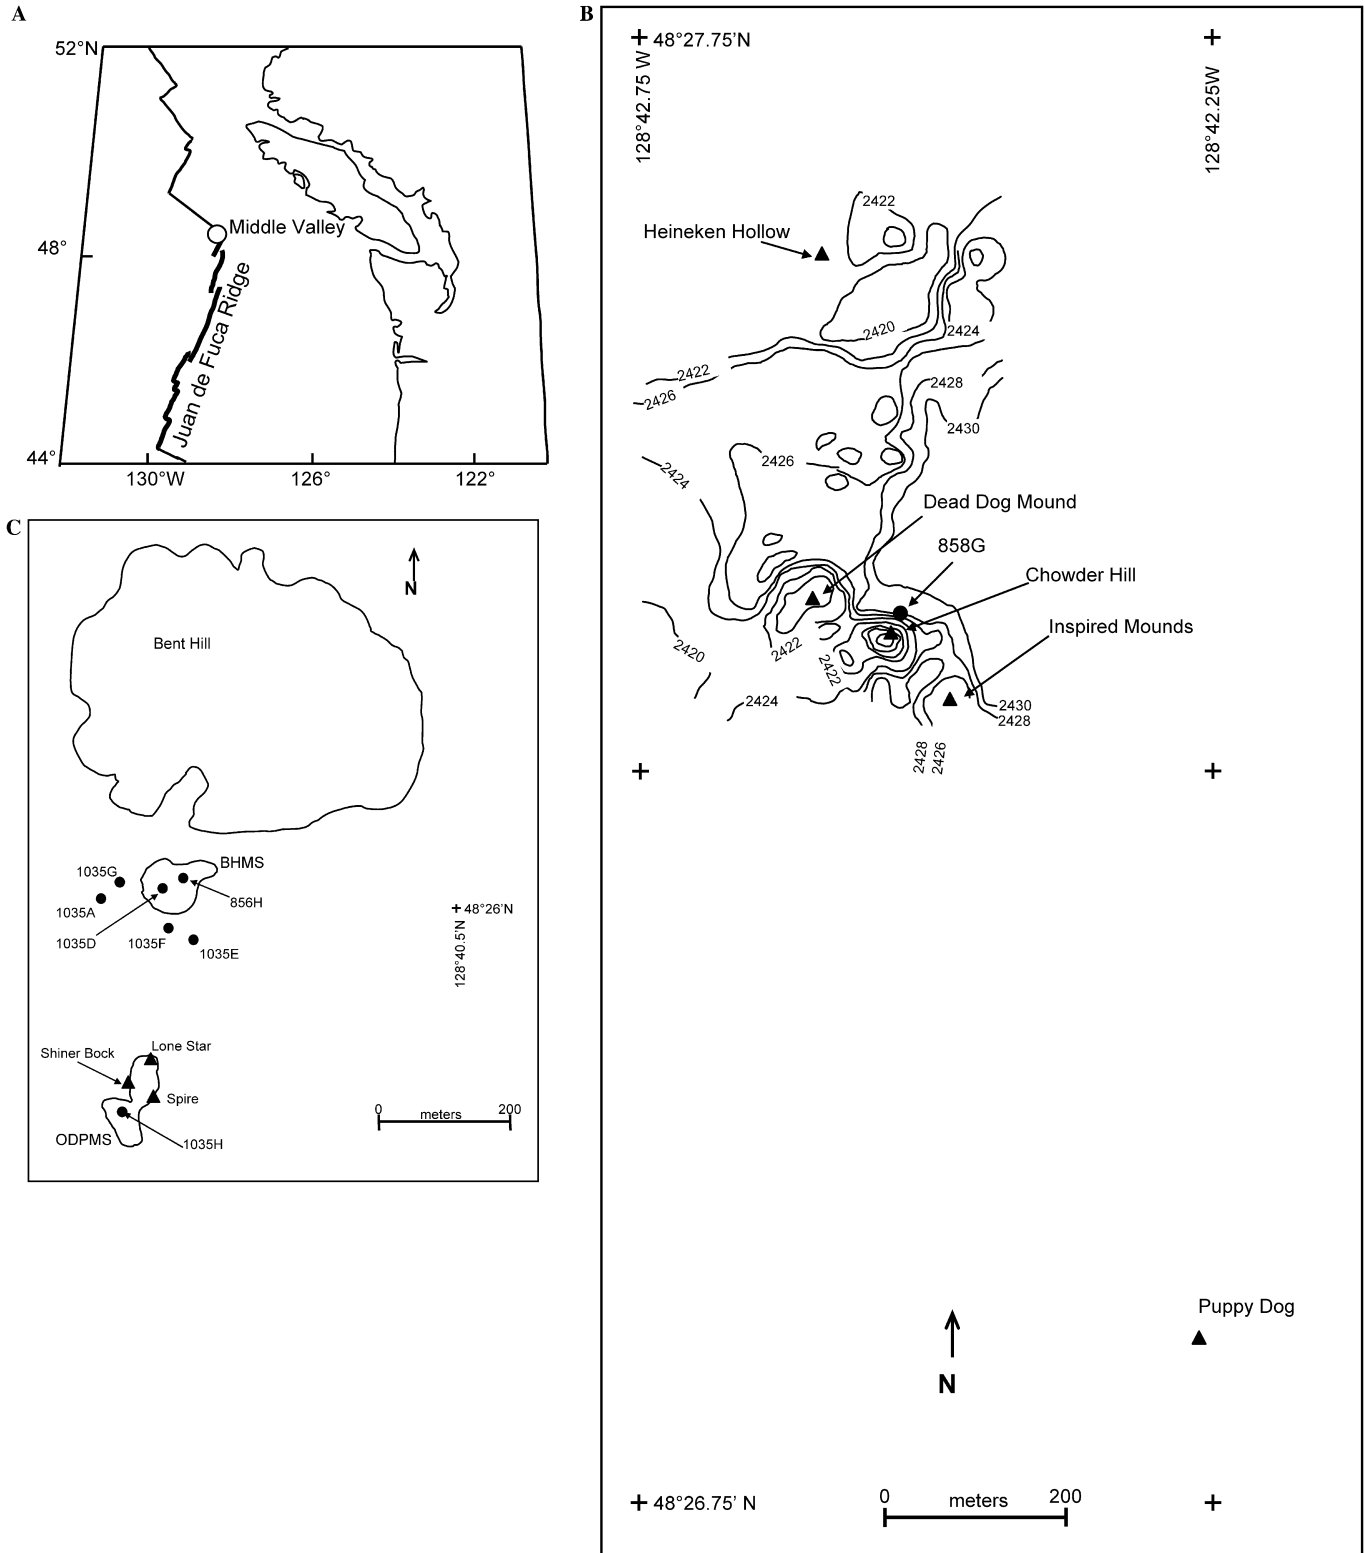 A
52°N
48°
44°
130°W
126°
122°
Middle Valley
Juan de Fuca Ridge
B
48°27.75’N
128°42.75 W
128°42.25W
2422
Heineken Hollow
2420
2424
2422
2426
2428
2430
2426
2424
Dead Dog Mound
858G
Chowder Hill
Inspired Mounds
2422
2420
2422
2424
2430
2428
2428
2426
Puppy Dog
N
48°26.75’ N
0
meters
200
C
N
Bent Hill
BHMS
1035G
1035A
856H
1035D
1035F
1035E
48°26’N
128°40.5’N
Lone Star
Shiner Bock
Spire
ODPMS
1035H
0
meters
200